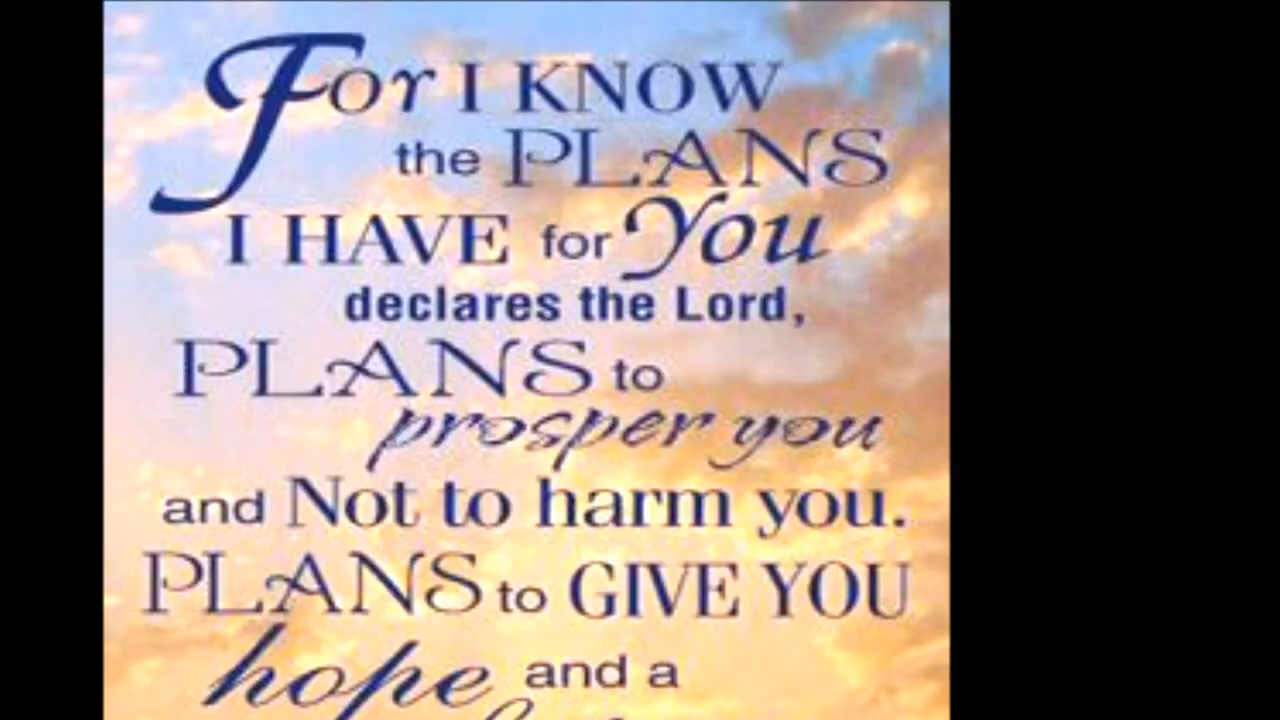 For I KNOW
the PLANS
I HAVE for You
declares the Lord,
PLANS to
prosper you
and Not to harm you.
PLANS to GIVE YOU
hope and a